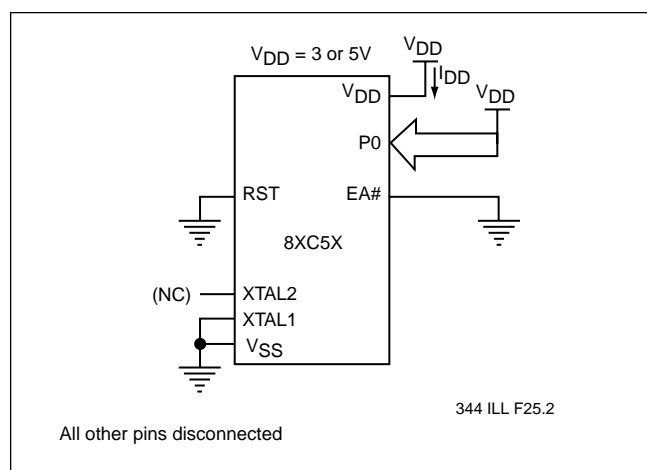 VDD = 3 or 5V
VDD
IDD
VDD
VDD
P0
RST
EA#
8XC5X
(NC)
XTAL2
XTAL1
VSS
344 ILL F25.2
All other pins disconnected